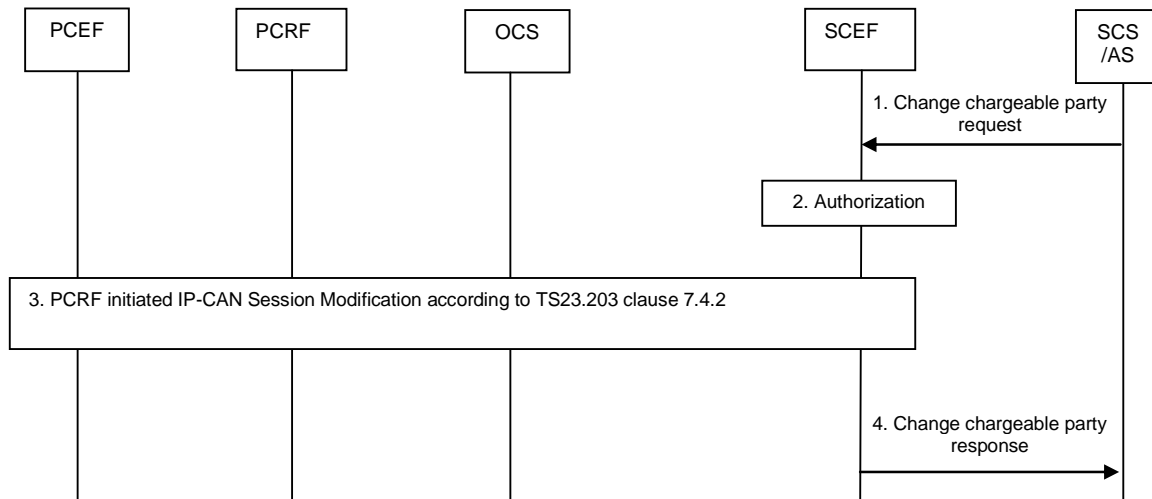 PCEF
PCRF
OCS
SCEF
SCS
/AS
1. Change chargeable party
request
2. Authorization
3. PCRF initiated IP-CAN Session Modification according to TS23.203 clause 7.4.2
4. Change chargeable party
response